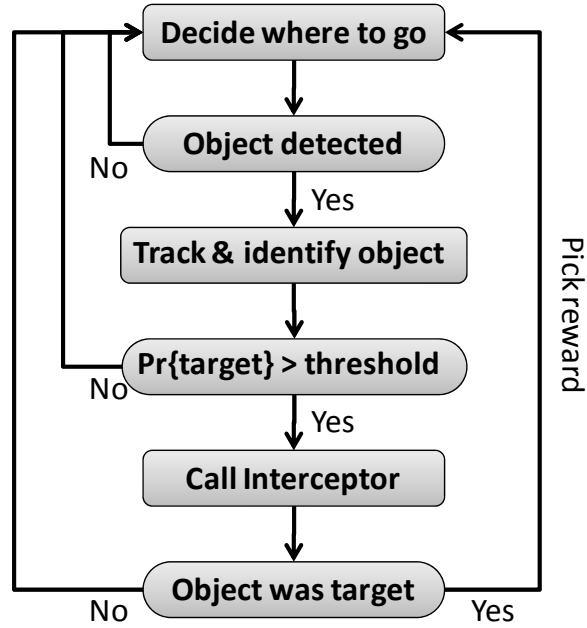 Decide where to go
Object detected
No
Yes
Track & identify object
Pick reward
Pr{target} > threshold
No
Yes
Call Interceptor
Object was target
No
Yes